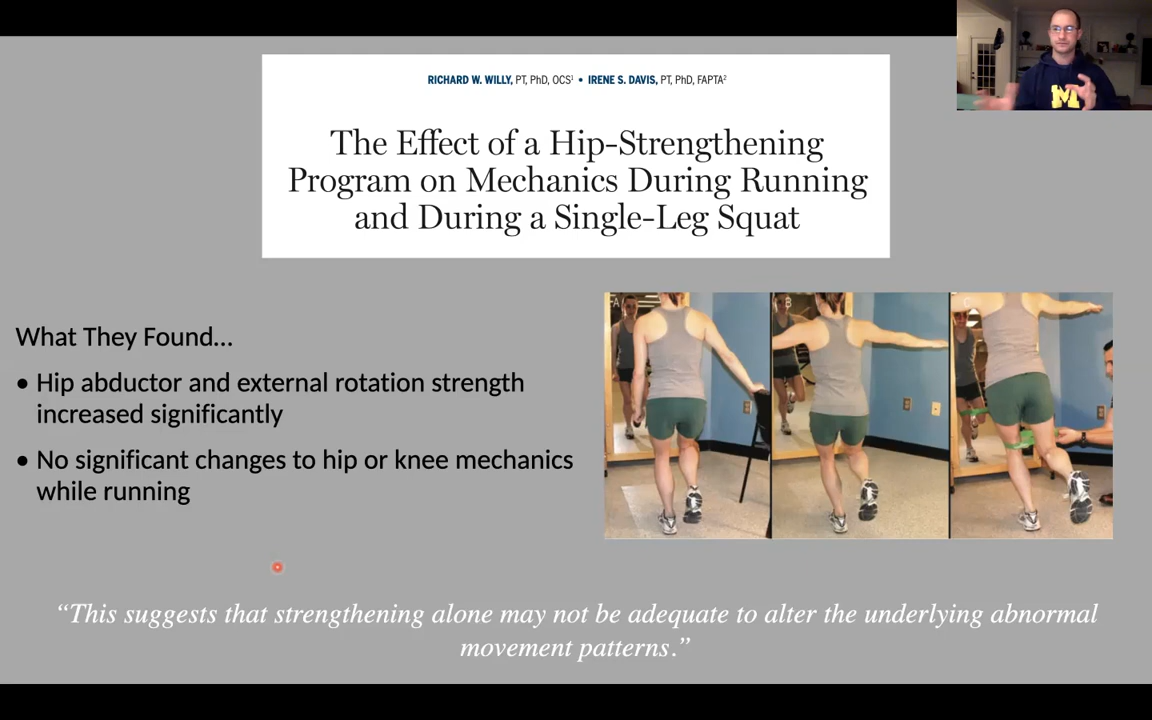 RICHARD W. WILLY, PT, PhD, OCS¹ • IRENE S. DAVIS, PT, PhD, FAPTA²
The Effect of a Hip-Strengthening
Program on Mechanics During Running
and During a Single-Leg Squat
M
What They Found...
• Hip abductor and external rotation strength
increased significantly
• No significant changes to hip or knee mechanics
while running
A
B
C
“This suggests that strengthening alone may not be adequate to alter the underlying abnormal
movement patterns.”